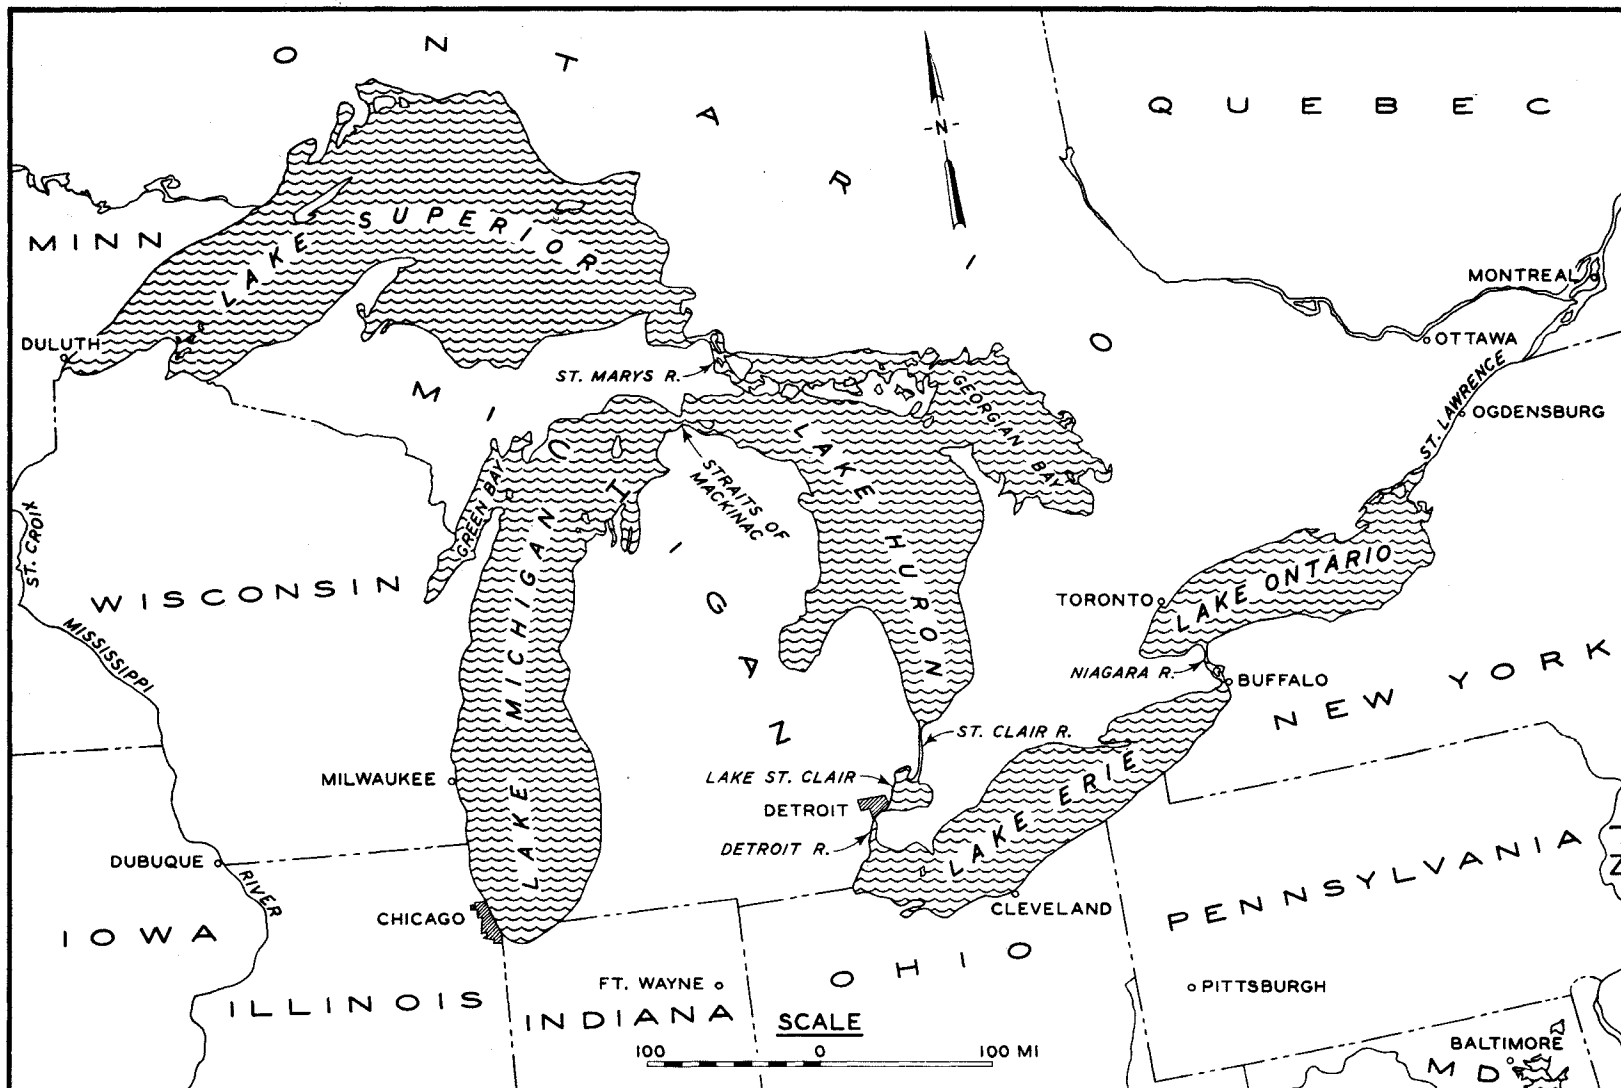 ONTARIO
QUEBEC
-N-
MINN
LAKE SUPERIOR
MONTREAL
DULUTH
OTTAWA
ST. MARYS R.
MICHIGAN
GEORGIAN BAY
ST. LAWRENCE
OGDENSBURG
LAKE HURON
STRAITS OF
MACKINAC
GREEN BAY
ST. CROIX
WISCONSIN
LAKE MICHIGAN
LAKE ONTARIO
TORONTO
MISSISSIPPI
RIVER
NIAGARA R.
BUFFALO
NEW YORK
ST. CLAIR R.
MILWAUKEE
LAKE ST. CLAIR
DETROIT
LAKE ERIE
DETROIT R.
DUBUQUE
CHICAGO
CLEVELAND
PENNSYLVANIA
IOWA
OHIO
ILLINOIS
FT. WAYNE
INDIANA
PITTSBURGH
SCALE
100 0 100 MI
BALTIMORE
MD